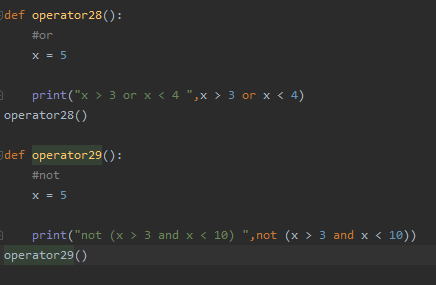 def operator28():
    #or
    x = 5
    print("x > 3 or x < 4 ",x > 3 or x < 4)
operator28()
def operator29():
    #not
    x = 5
    print("not (x > 3 and x < 10) ",not (x > 3 and x < 10))
operator29()